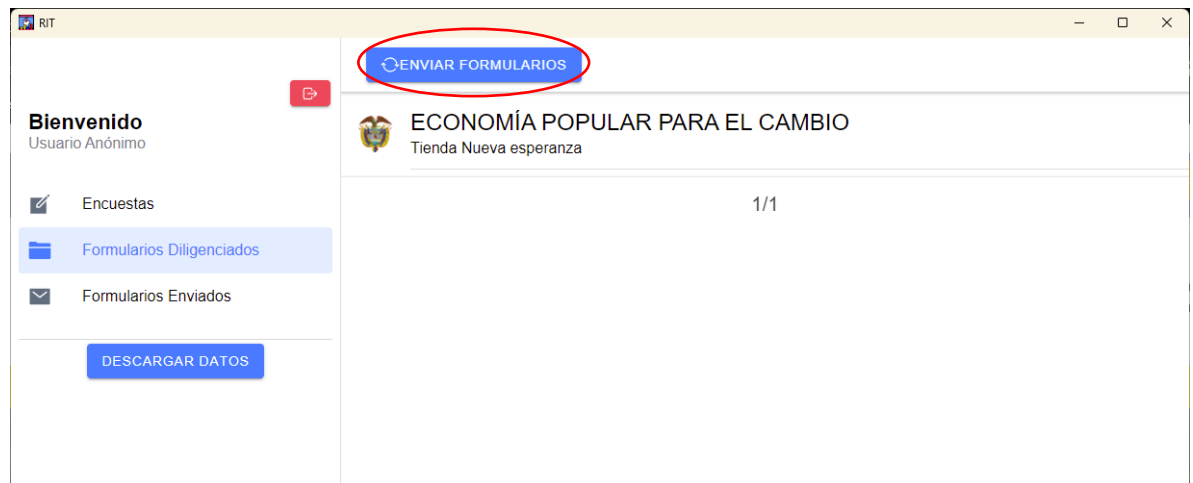 RIT
Bienvenido
Usuario Anónimo
Encuestas
Formularios Diligenciados
Formularios Enviados
DESCARGAR DATOS
ENVIAR FORMULARIOS
ECONOMÍA POPULAR PARA EL CAMBIO
Tienda Nueva esperanza
1/1